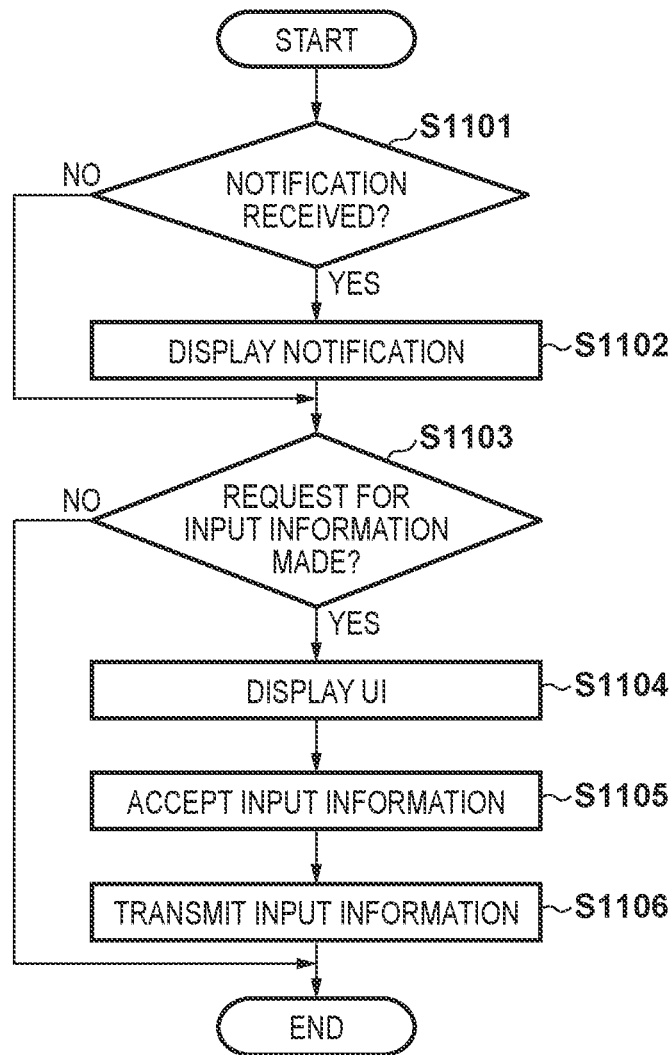 START
S1101
NO
NOTIFICATION
RECEIVED?
YES
DISPLAY NOTIFICATION
S1102
S1103
NO
REQUEST FOR
INPUT INFORMATION
MADE?
YES
DISPLAY UI
S1104
ACCEPT INPUT INFORMATION
S1105
TRANSMIT INPUT INFORMATION
S1106
END